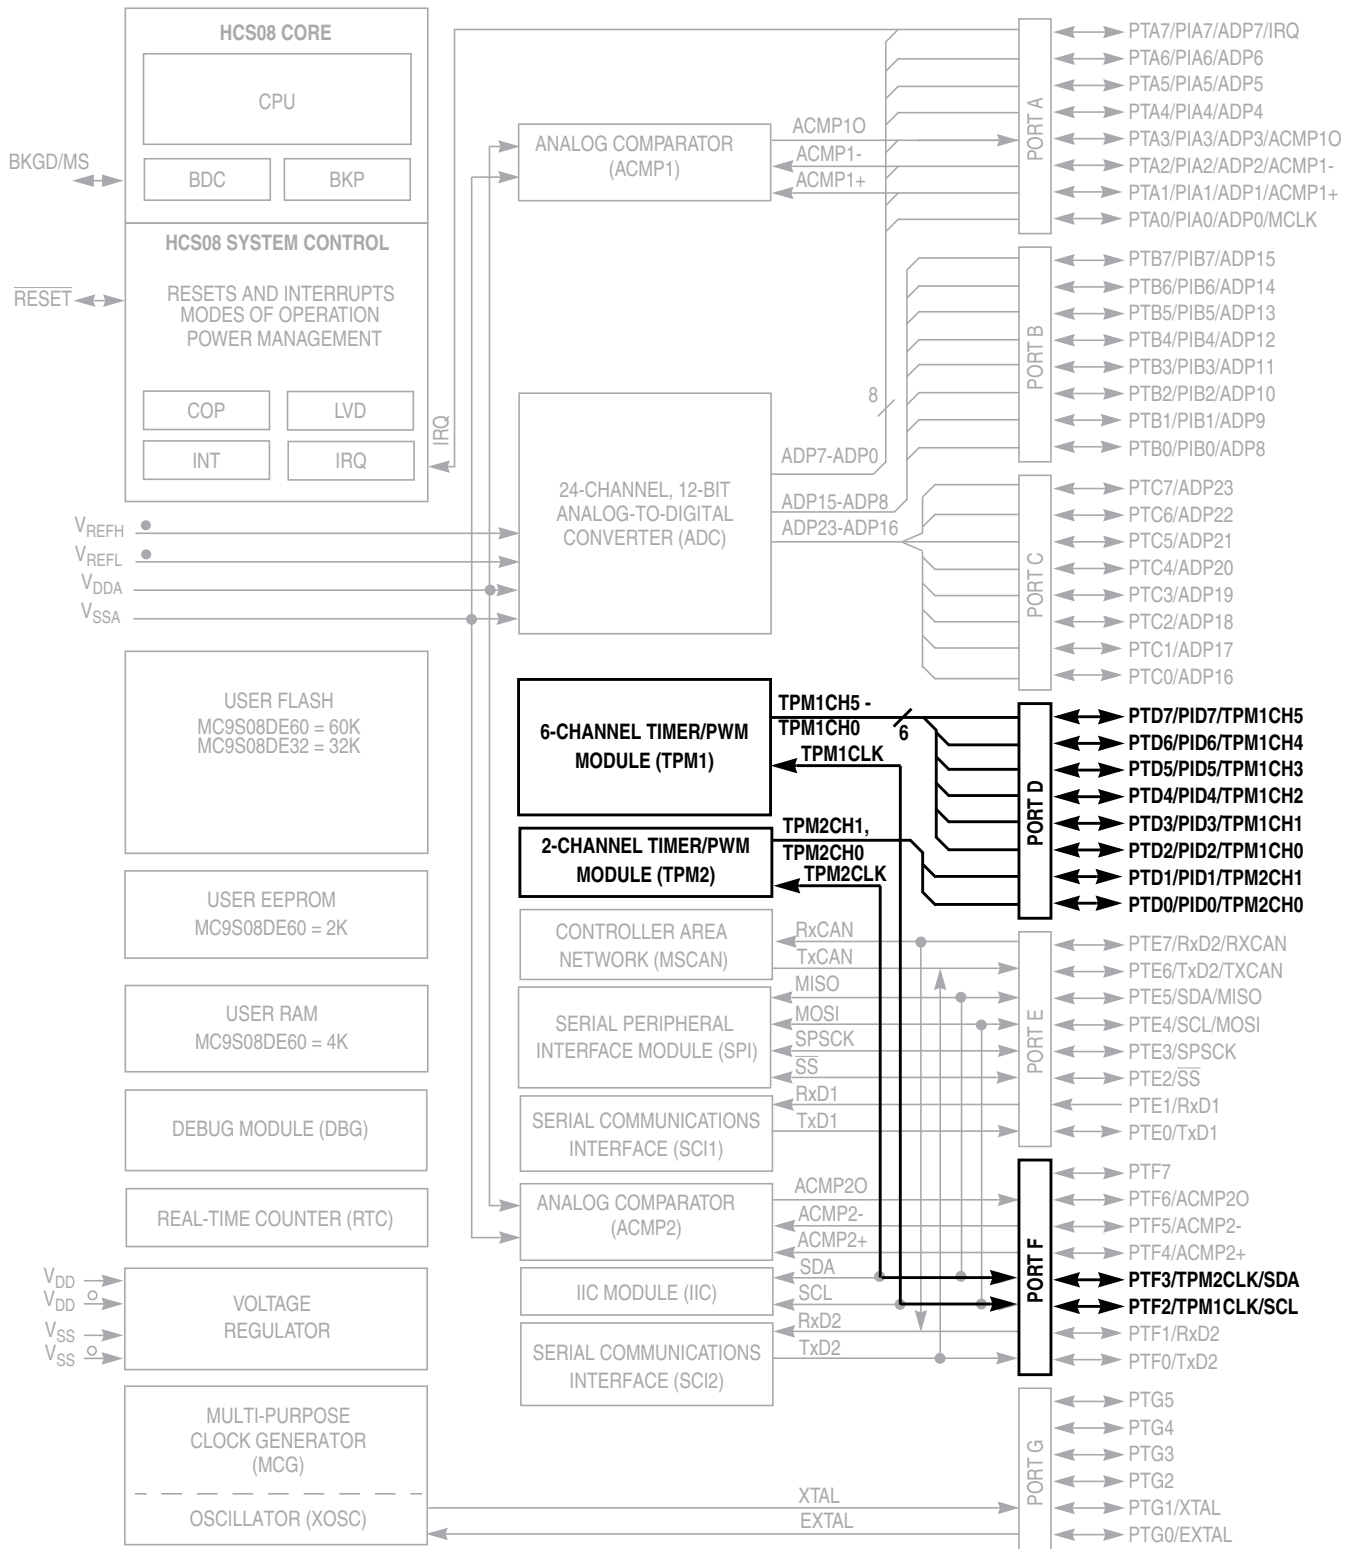 HCS08 CORE
CPU
BDC
BKP
BKGD/MS
HCS08 SYSTEM CONTROL
RESETS AND INTERRUPTS
MODES OF OPERATION
POWER MANAGEMENT
RESET
COP
LVD
INT
IRQ
IRQ
VREFH
VREFL
VDDA
VSSA
USER FLASH
MC9S08DE60 = 60K
MC9S08DE32 = 32K
USER EEPROM
MC9S08DE60 = 2K
USER RAM
MC9S08DE60 = 4K
DEBUG MODULE (DBG)
REAL-TIME COUNTER (RTC)
VDD
VDD
VSS
VSS
VOLTAGE
REGULATOR
MULTI-PURPOSE
CLOCK GENERATOR
(MCG)
OSCILLATOR (XOSC)
ANALOG COMPARATOR
(ACMP1)
ACMP1O
ACMP1-
ACMP1+
24-CHANNEL, 12-BIT
ANALOG-TO-DIGITAL
CONVERTER (ADC)
8
ADP7-ADP0
ADP15-ADP8
ADP23-ADP16
6-CHANNEL TIMER/PWM
MODULE (TPM1)
TPM1CH5 -
TPM1CH0
6
TPM1CLK
2-CHANNEL TIMER/PWM
MODULE (TPM2)
TPM2CH1,
TPM2CH0
TPM2CLK
CONTROLLER AREA
NETWORK (MSCAN)
RxCAN
TxCAN
SERIAL PERIPHERAL
INTERFACE MODULE (SPI)
MISO
MOSI
SPSCK
SS
SERIAL COMMUNICATIONS
INTERFACE (SCI1)
RxD1
TxD1
ANALOG COMPARATOR
(ACMP2)
ACMP2O
ACMP2-
ACMP2+
IIC MODULE (IIC)
SDA
SCL
SERIAL COMMUNICATIONS
INTERFACE (SCI2)
RxD2
TxD2
XTAL
EXTAL
PORT A
PTA7/PIA7/ADP7/IRQ
PTA6/PIA6/ADP6
PTA5/PIA5/ADP5
PTA4/PIA4/ADP4
PTA3/PIA3/ADP3/ACMP1O
PTA2/PIA2/ADP2/ACMP1-
PTA1/PIA1/ADP1/ACMP1+
PTA0/PIA0/ADP0/MCLK
PORT B
PTB7/PIB7/ADP15
PTB6/PIB6/ADP14
PTB5/PIB5/ADP13
PTB4/PIB4/ADP12
PTB3/PIB3/ADP11
PTB2/PIB2/ADP10
PTB1/PIB1/ADP9
PTB0/PIB0/ADP8
PORT C
PTC7/ADP23
PTC6/ADP22
PTC5/ADP21
PTC4/ADP20
PTC3/ADP19
PTC2/ADP18
PTC1/ADP17
PTC0/ADP16
PORT D
PTD7/PID7/TPM1CH5
PTD6/PID6/TPM1CH4
PTD5/PID5/TPM1CH3
PTD4/PID4/TPM1CH2
PTD3/PID3/TPM1CH1
PTD2/PID2/TPM1CH0
PTD1/PID1/TPM2CH1
PTD0/PID0/TPM2CH0
PORT E
PTE7/RxD2/RXCAN
PTE6/TxD2/TXCAN
PTE5/SDA/MISO
PTE4/SCL/MOSI
PTE3/SPSCK
PTE2/SS
PTE1/RxD1
PTE0/TxD1
PORT F
PTF7
PTF6/ACMP2O
PTF5/ACMP2-
PTF4/ACMP2+
PTF3/TPM2CLK/SDA
PTF2/TPM1CLK/SCL
PTF1/RxD2
PTF0/TxD2
PORT G
PTG5
PTG4
PTG3
PTG2
PTG1/XTAL
PTG0/EXTAL